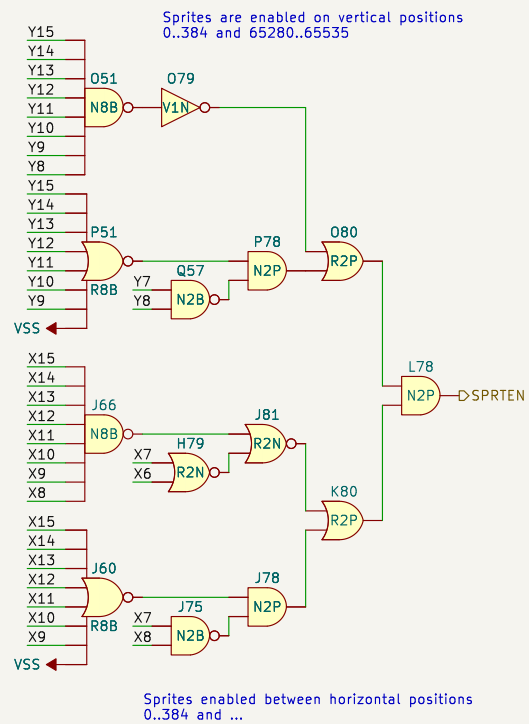 Sprites are enabled on vertical positions
0..384 and 65280..65535
Y15
Y14
Y13
Y12
Y11
Y10
Y9
Y8
O51
N8B
O79
V1N
Y15
Y14
Y13
Y12
Y11
Y10
Y9
VSS
P51
R8B
Y7
Y8
Q57
N2B
P78
N2P
O80
R2P
L78
N2P
SPRTEN
X15
X14
X13
X12
X11
X10
X9
X8
J66
N8B
X7
X6
H79
R2N
J81
R2N
K80
R2P
X15
X14
X13
X12
X11
X10
X9
VSS
J60
R8B
X7
X8
J75
N2B
J78
N2P
Sprites enabled between horizontal positions
0..384 and ...